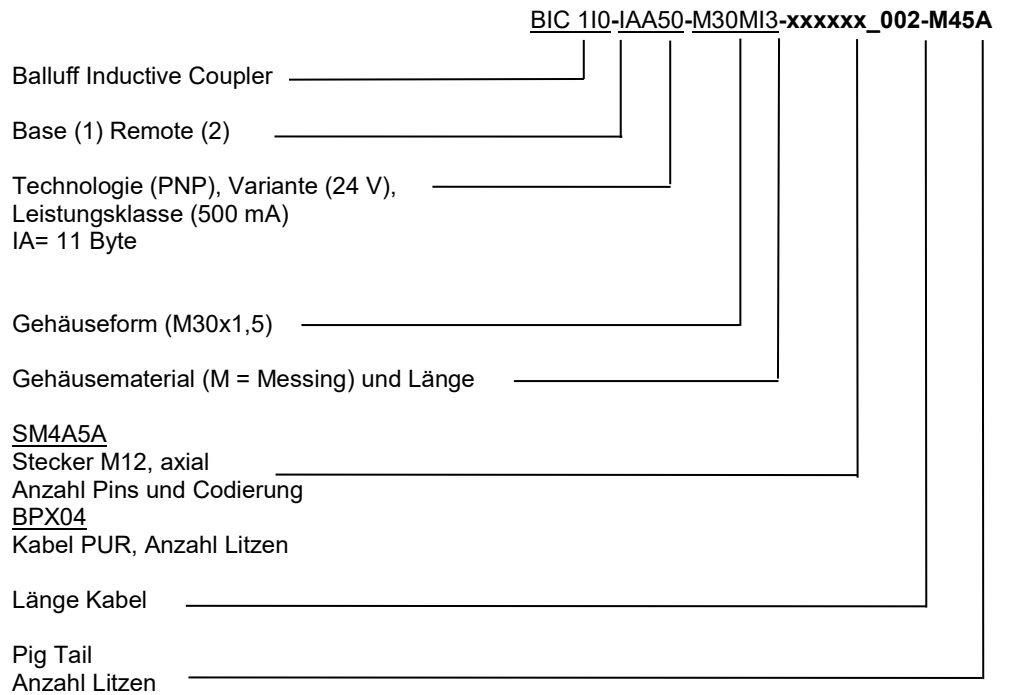 BIC 1I0-IAA50-M30MI3-xxxxxx_002-M45A
Balluff Inductive Coupler
Base (1) Remote (2)
Technologie (PNP), Variante (24 V),
Leistungsklasse (500 mA)
IA= 11 Byte
Gehäuseform (M30x1,5)
Gehäusematerial (M = Messing) und Länge
SM4A5A
Stecker M12, axial
Anzahl Pins und Codierung
BPX04
Kabel PUR, Anzahl Litzen
Länge Kabel
Pig Tail
Anzahl Litzen